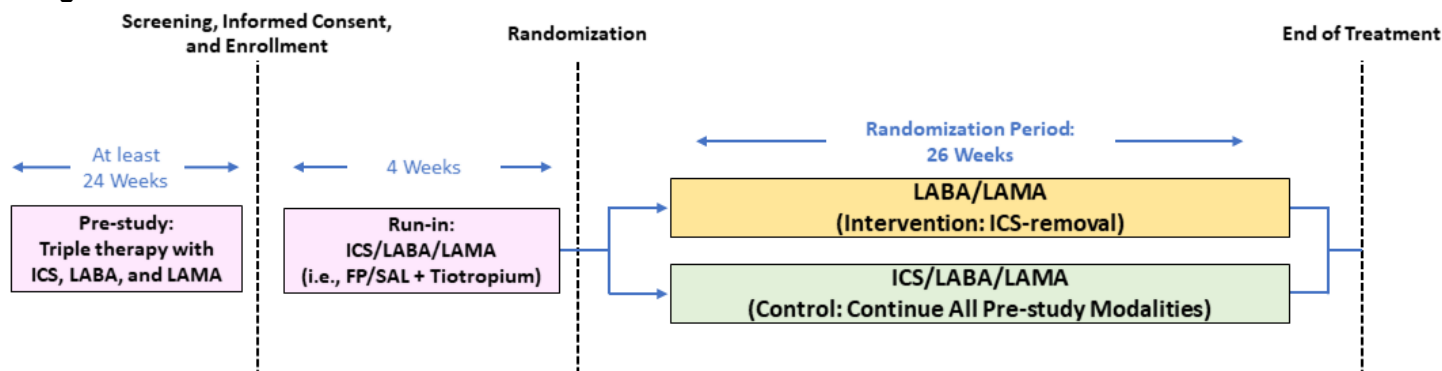 Screening, Informed Consent,
and Enrollment
Randomization
End of Treatment
At least
24 Weeks
4 Weeks
Randomization Period:
26 Weeks
Pre-study:
Triple therapy with
ICS, LABA, and LAMA
Run-in:
ICS/LABA/LAMA
(i.e., FP/SAL + Tiotropium)
LABA/LAMA
(Intervention: ICS-removal)
ICS/LABA/LAMA
(Control: Continue All Pre-study Modalities)